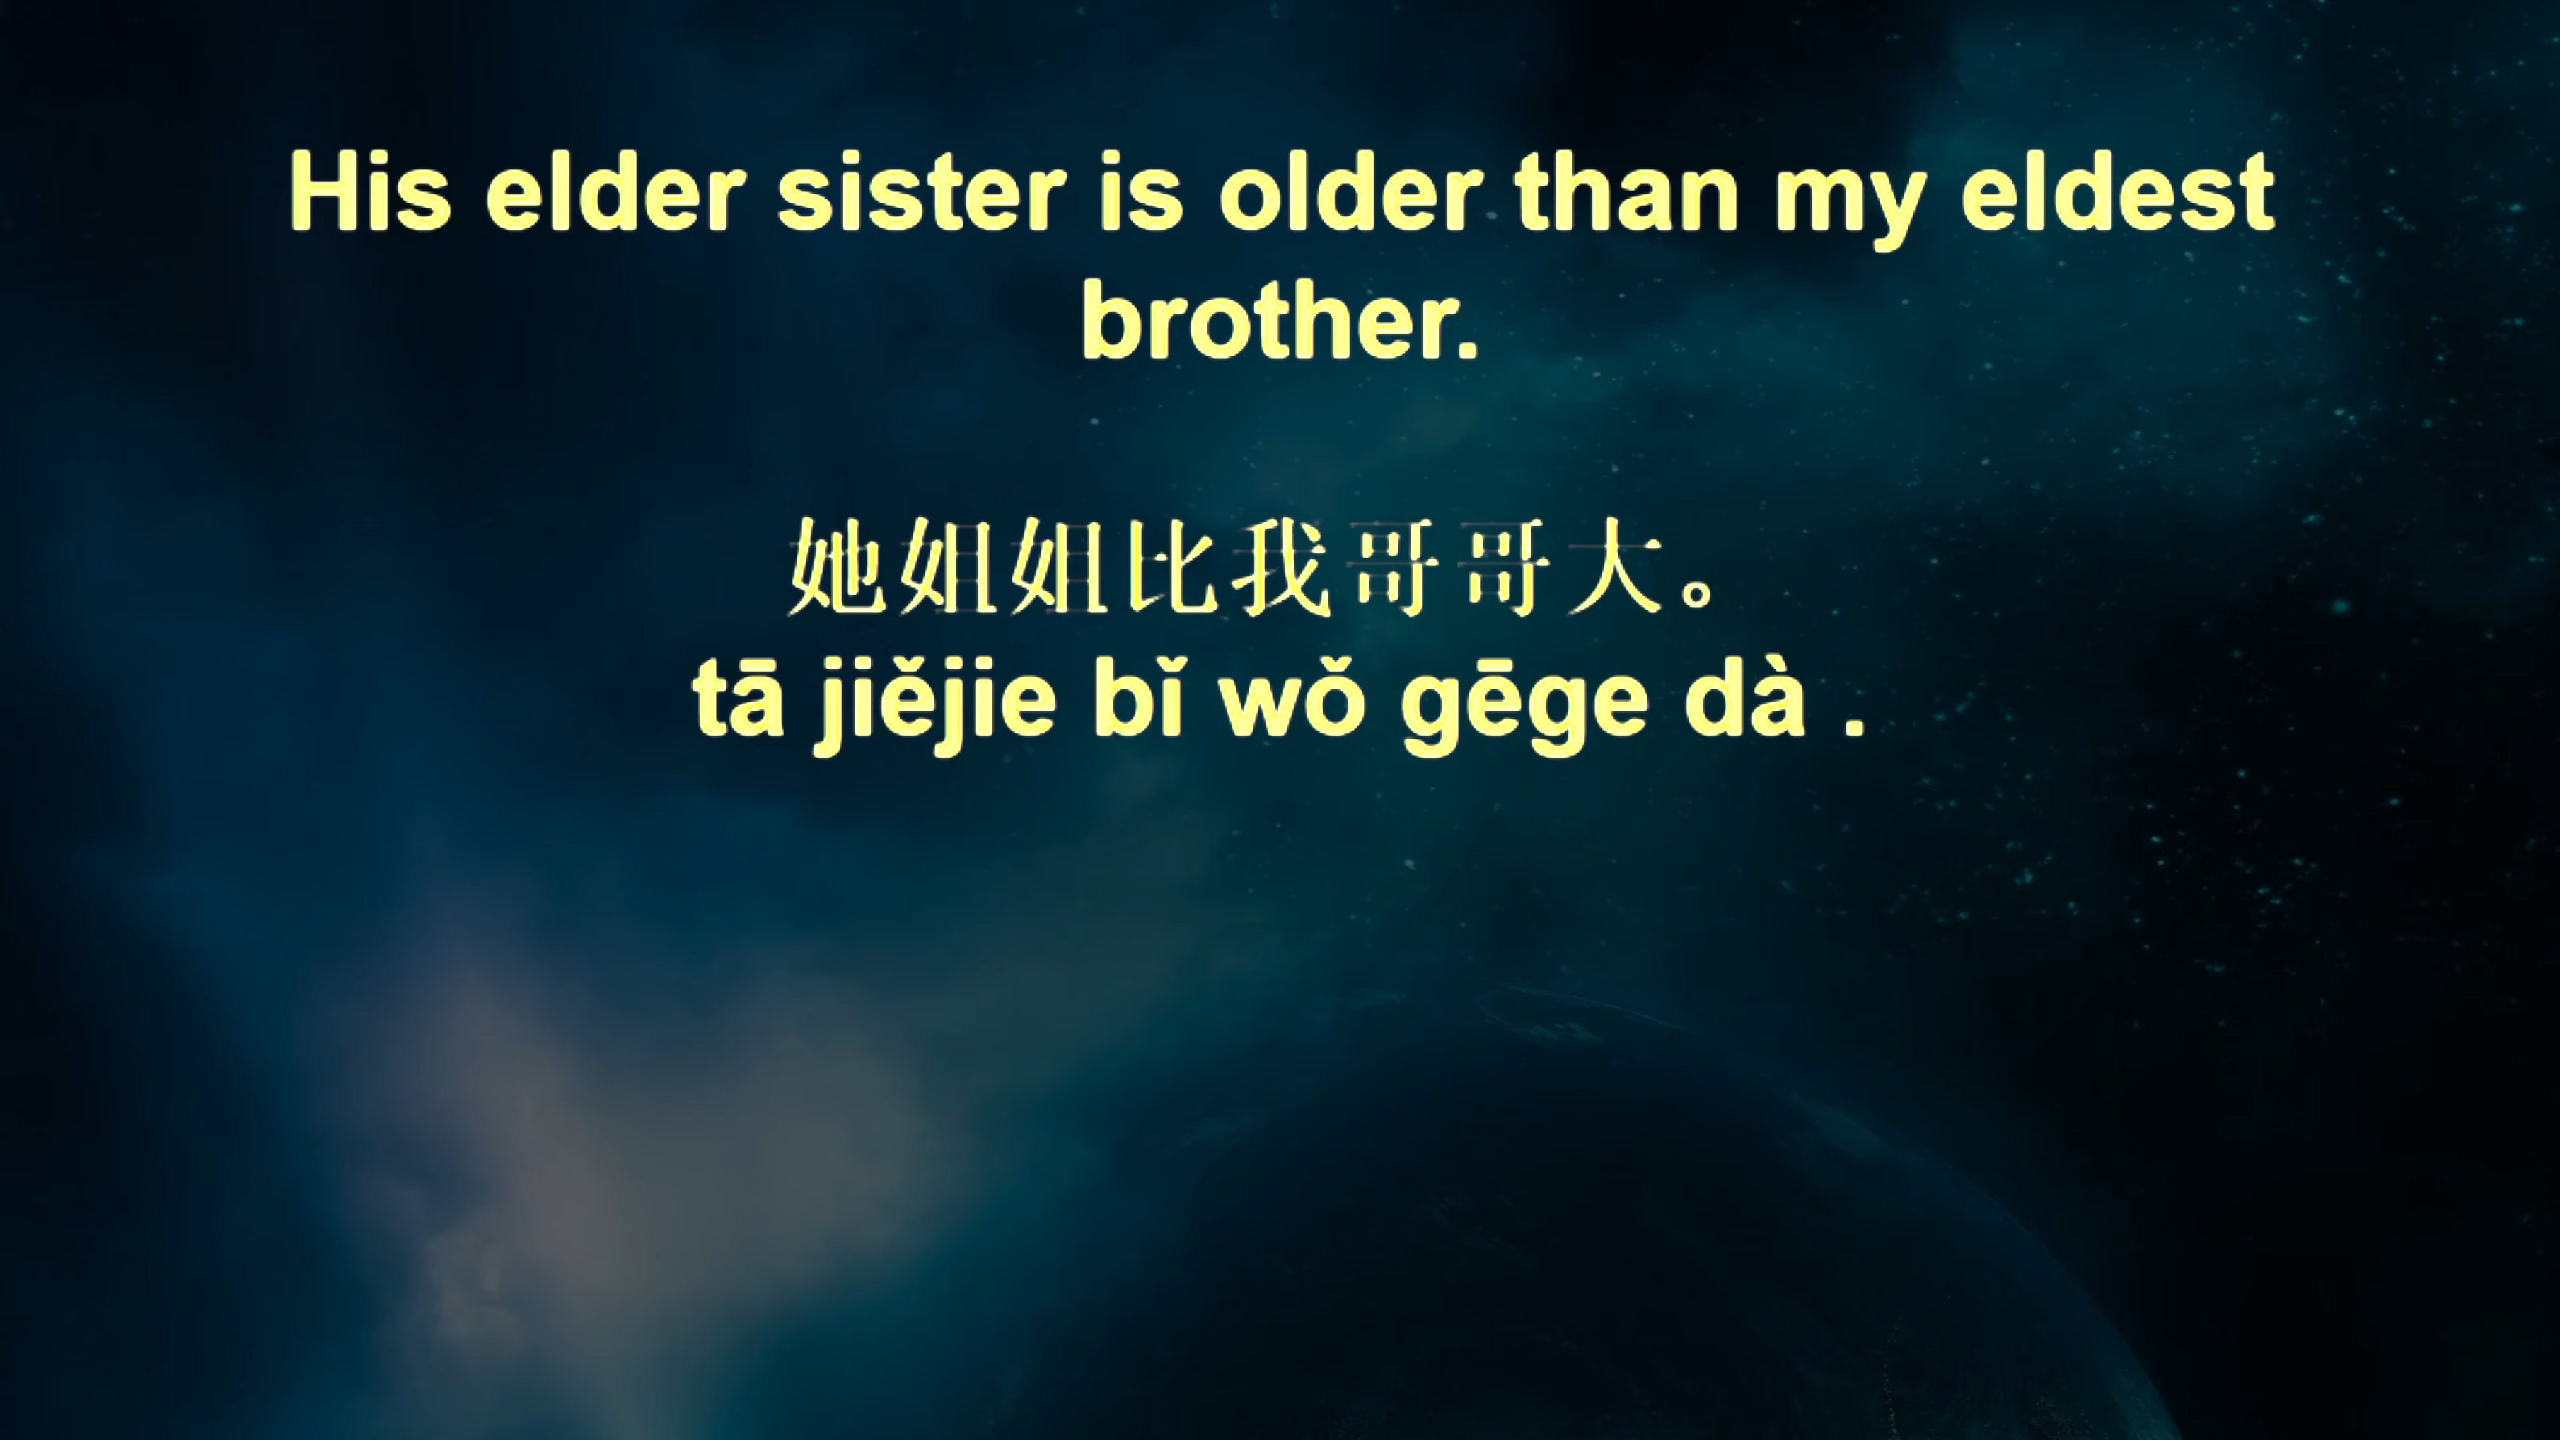 His elder sister is older than my eldest
brother.
她姐姐比我哥哥大。
tā jiějie bǐ wǒ gēge dà .